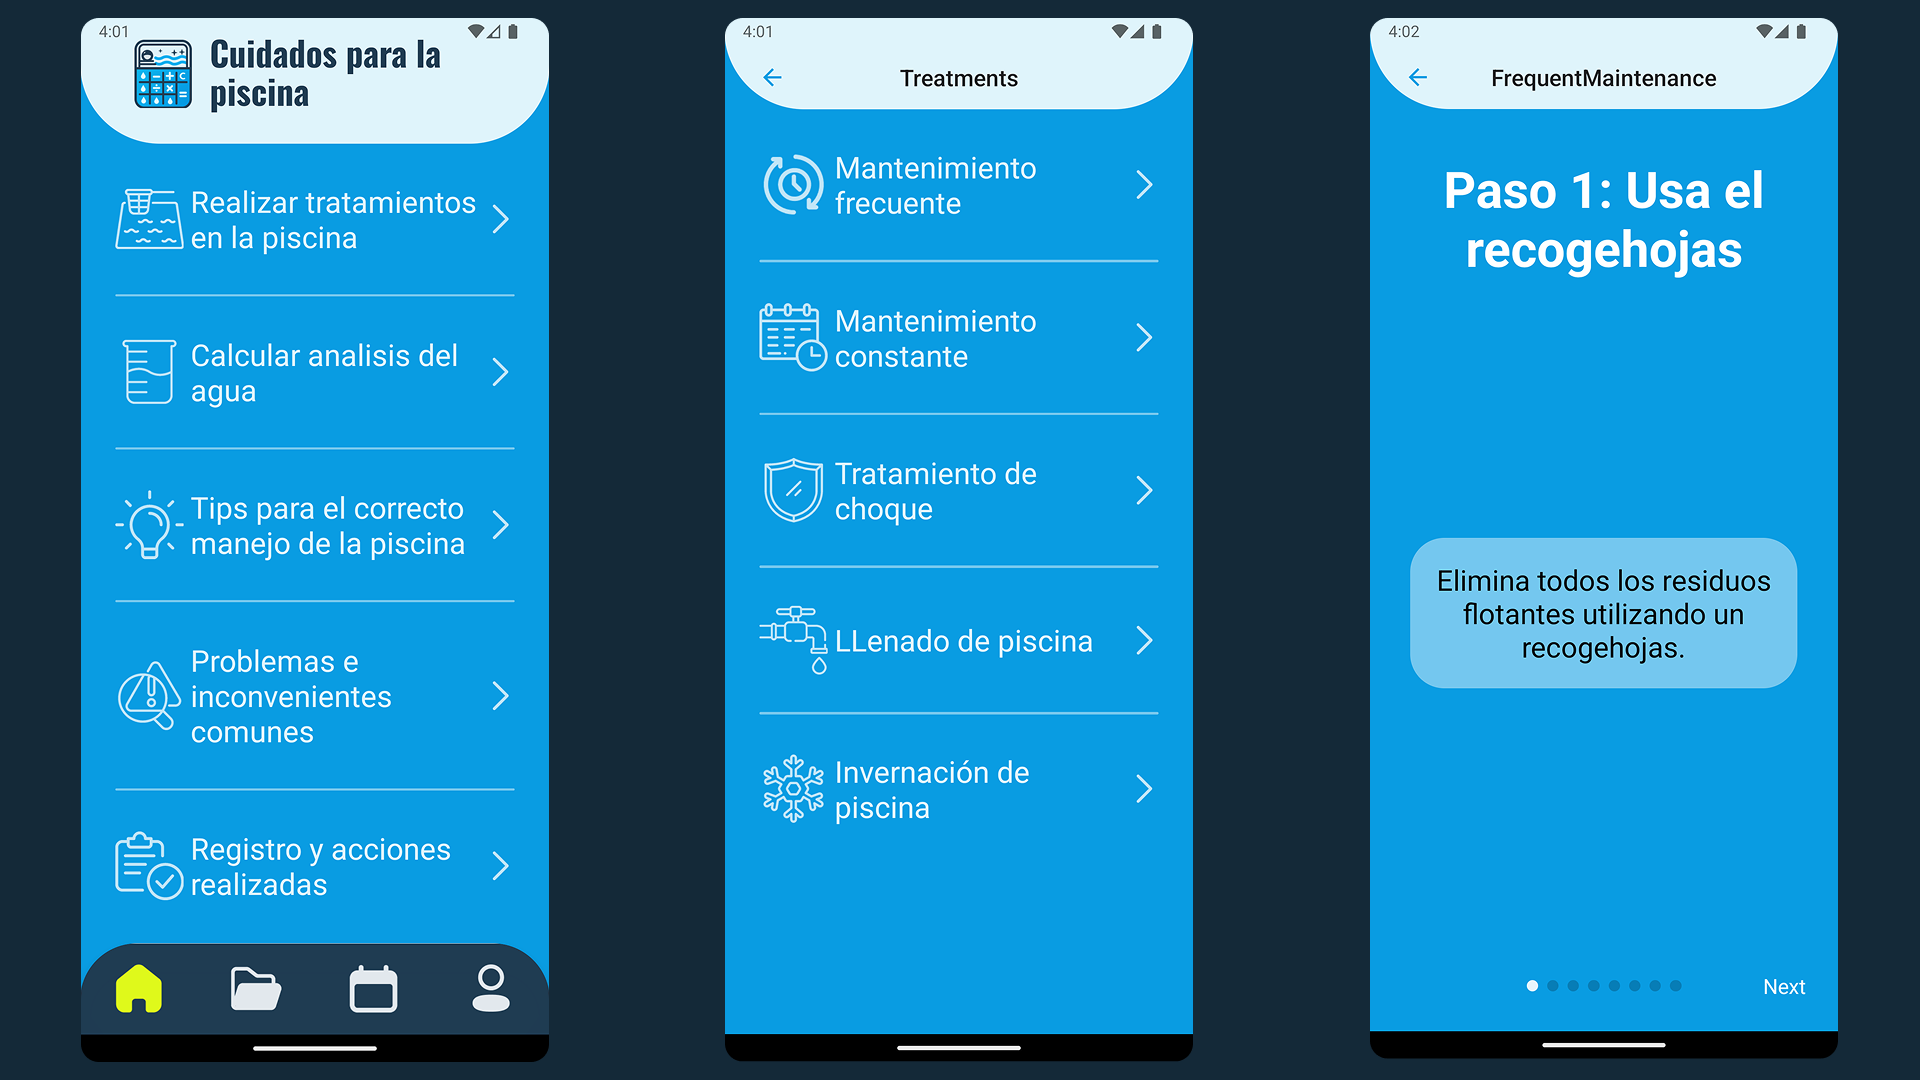 4:01
Cuidados para la
piscina
Realizar tratamientos
en la piscina
Calcular analisis del
agua
Tips para el correcto
manejo de la piscina
Problemas e
inconvenientes
comunes
Registro y acciones
realizadas
4:01
Treatments
Mantenimiento
frecuente
Mantenimiento
constante
Tratamiento de
choque
LLenado de piscina
Invernación de
piscina
4:02
FrequentMaintenance
Paso 1: Usa el
recogehojas
Elimina todos los residuos
flotantes utilizando un
recogehojas.
Next